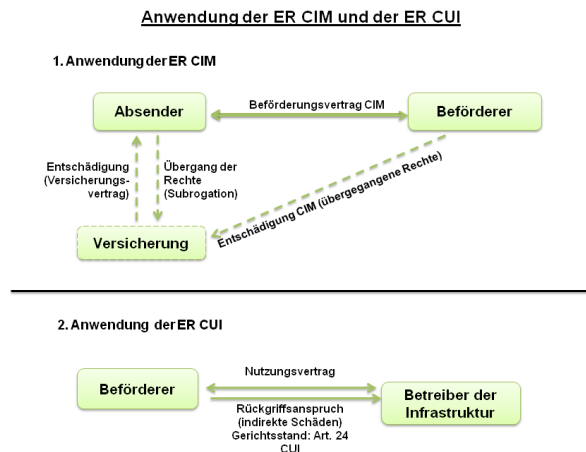 Anwendung der ER CIM und der ER CUI
1. Anwendung der ER CIM
Absender
Beförderungsvertrag CIM
Beförderer
Entschädigung
(Versicherungs-
vertrag)
Übergang der
Rechte
(Subrogation)
Entschädigung CIM (übergegangene Rechte)
Versicherung
2. Anwendung der ER CUI
Beförderer
Nutzungsvertrag
Rückgriffsanspruch
(indirekte Schäden)
Gerichtsstand: Art. 24
CUI
Betreiber der
Infrastruktur